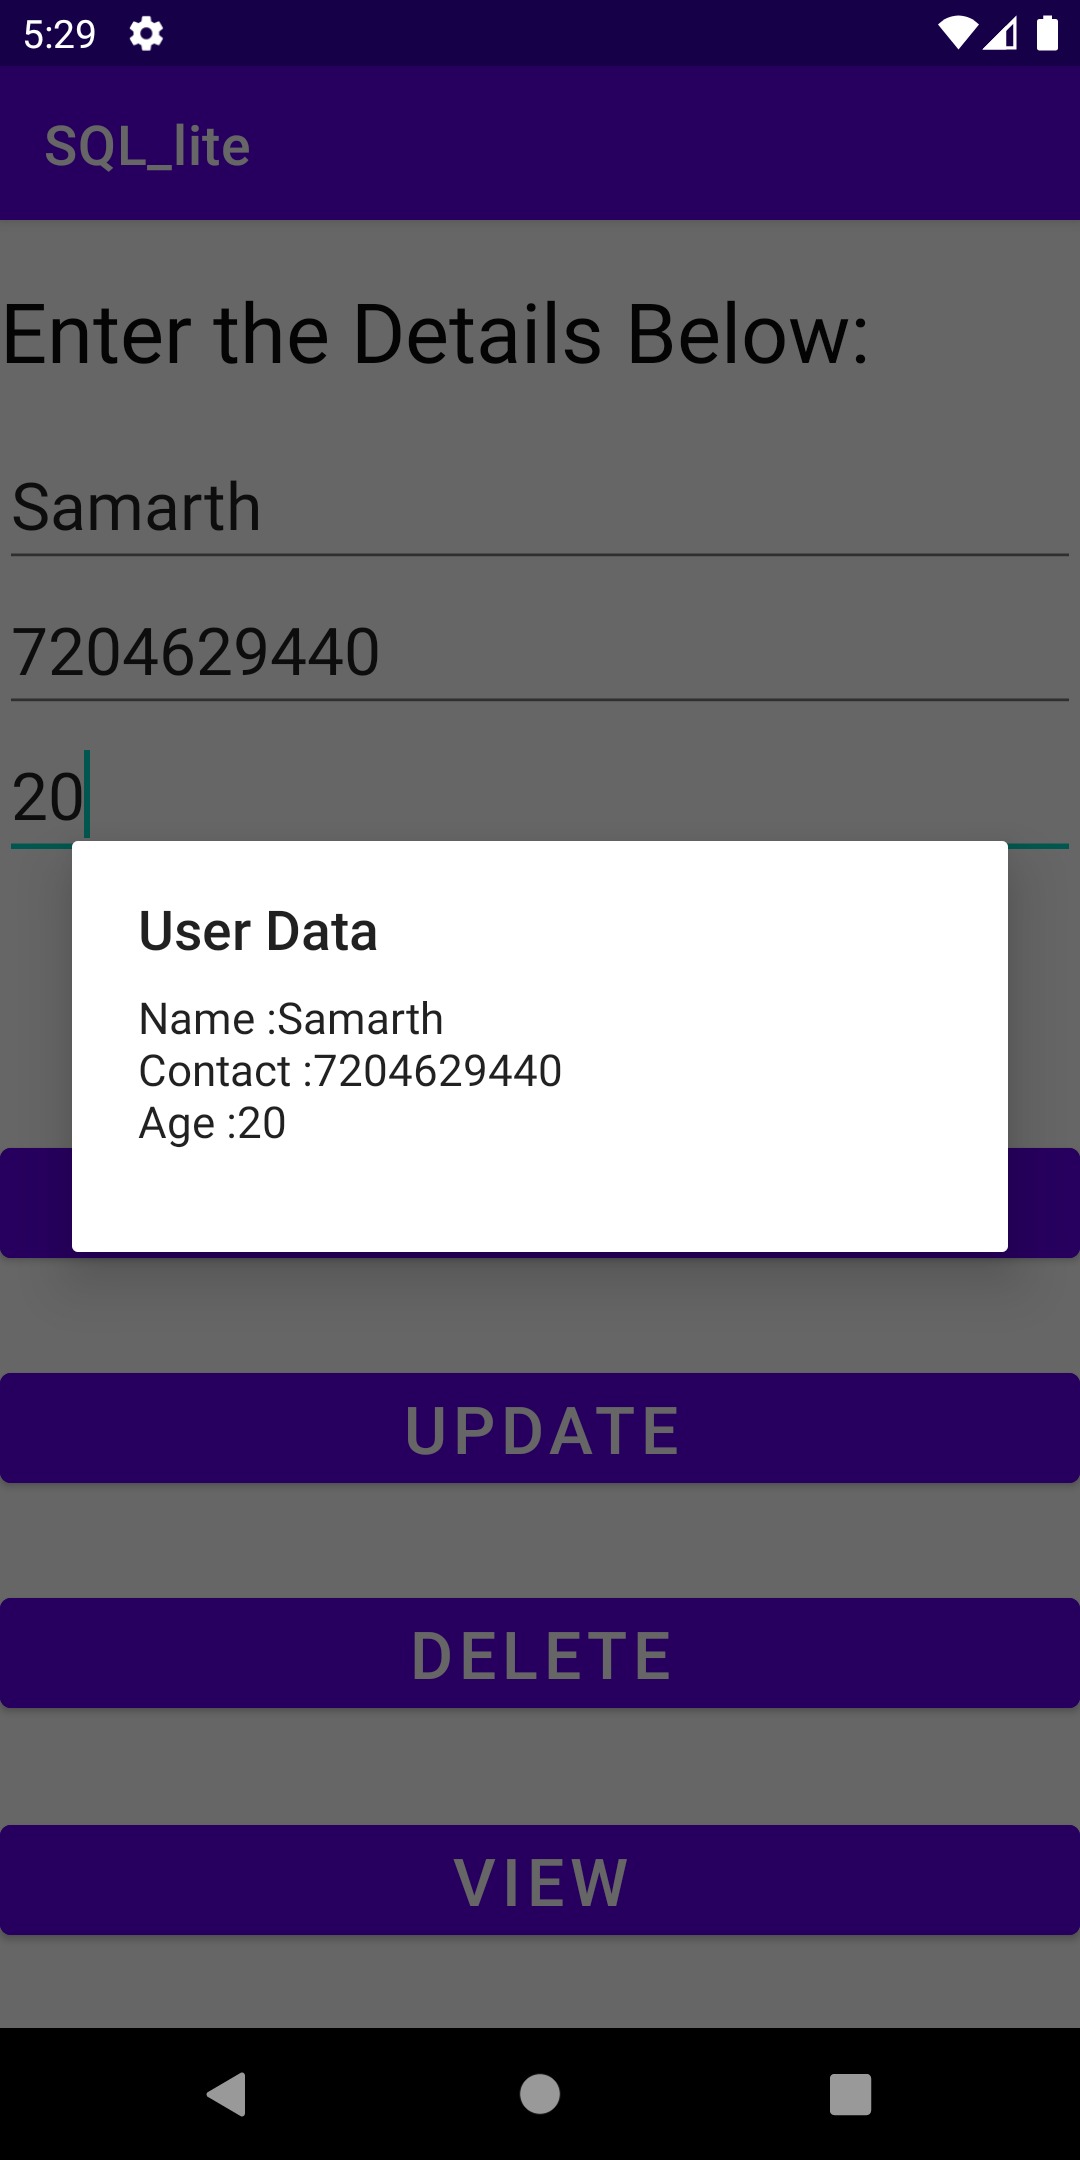 5:29
SQL_lite
Enter the Details Below:
Samarth
7204629440
20
User Data
Name :Samarth
Contact :7204629440
Age :20
UPDATE
DELETE
VIEW